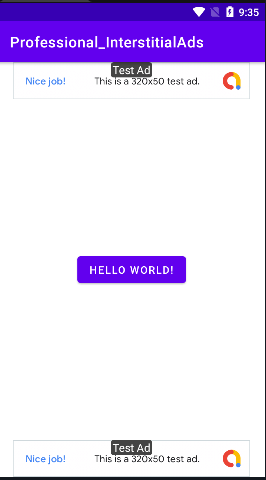 9:35
Professional_InterstitialAds
Test Ad
Nice job! This is a 320x50 test ad.
HELLO WORLD!
Test Ad
Nice job! This is a 320x50 test ad.